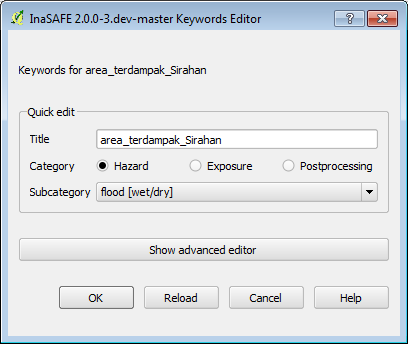 InaSAFE 2.0.0-3.dev-master Keywords Editor
Keywords for area_terdampak_Sirahan
Quick edit
Title area_terdampak_Sirahan
Category Hazard Exposure Postprocessing
Subcategory flood [wet/dry]
Show advanced editor
OK Reload Cancel Help